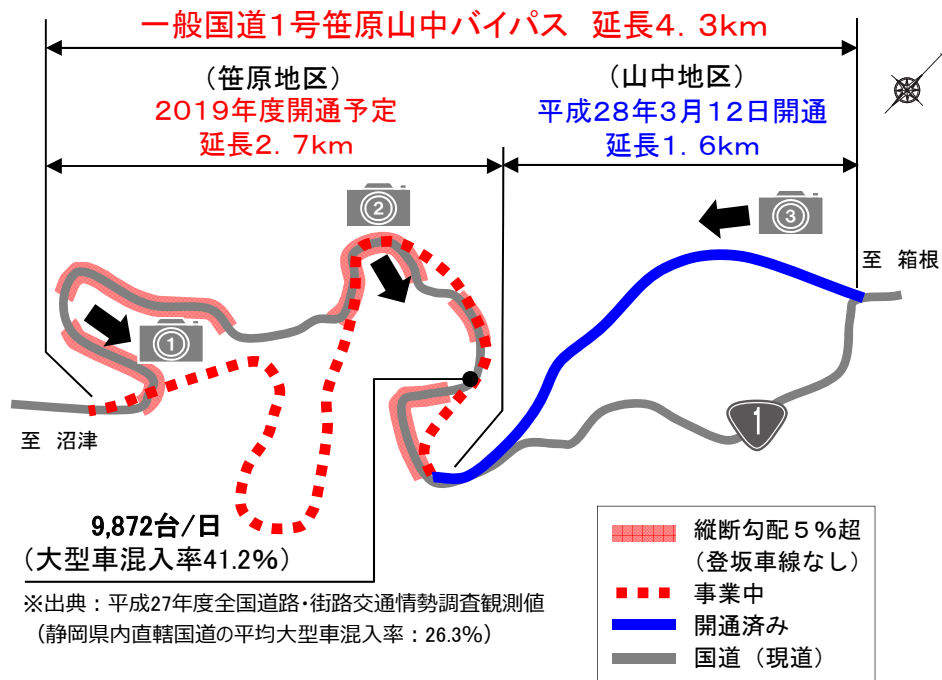 一般国道1号笹原山中バイパス 延長4.3km
(笹原地区)
2019年度開通予定
延長2.7km
(山中地区)
平成28年3月12日開通
延長1.6km
②
③
至 箱根
①
至 沼津
1
9,872台/日
(大型車混入率41.2%)
※出典:平成27年度全国道路・街路交通情勢調査観測値
(静岡県内直轄国道の平均大型車混入率:26.3%)
縦断勾配5%超
(登坂車線なし)
事業中
開通済み
国道(現道)